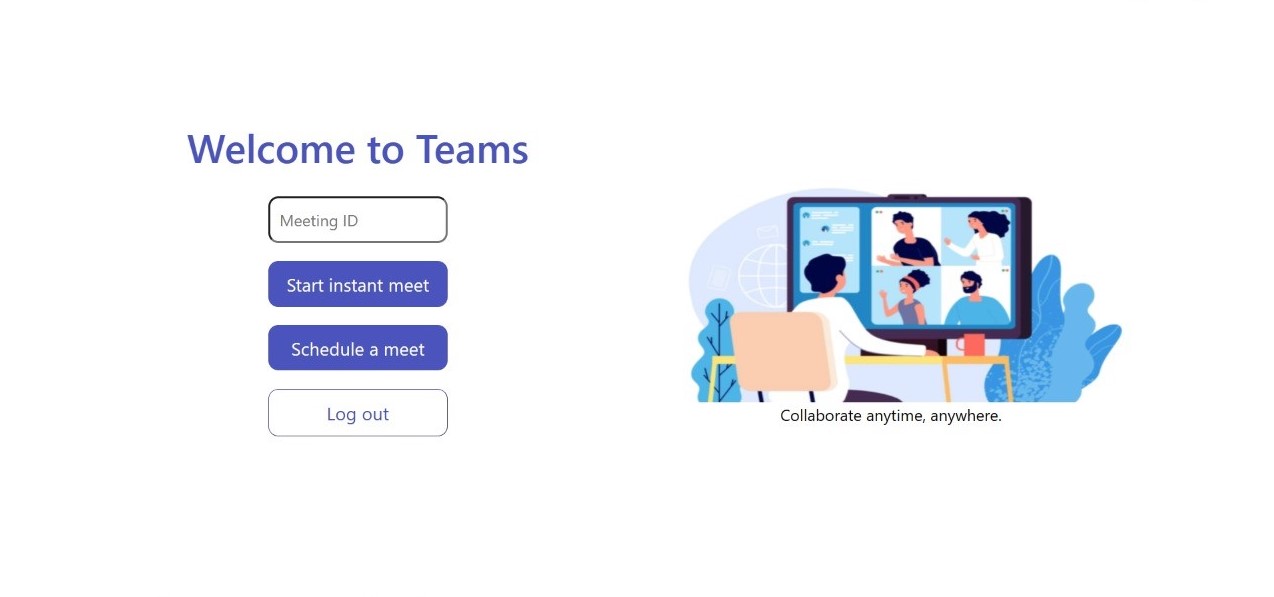 Welcome to Teams
Meeting ID
Start instant meet
Schedule a meet
Log out
Collaborate anytime, anywhere.